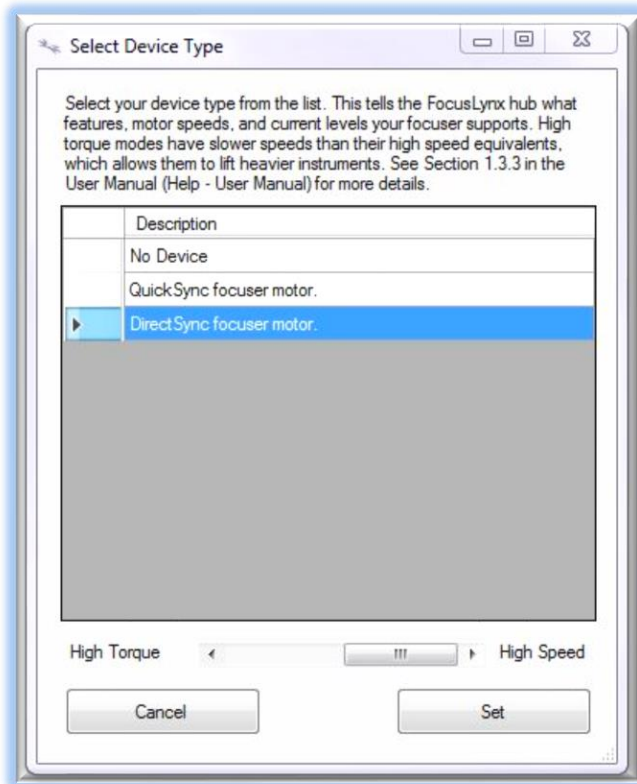 Select Device Type
Select your device type from the list. This tells the FocusLynx hub what
features, motor speeds, and current levels your focuser supports. High
torque modes have slower speeds than their high speed equivalents,
which allows them to lift heavier instruments. See Section 1.3.3 in the
User Manual (Help - User Manual) for more details.
Description
No Device
QuickSync focuser motor.
DirectSync focuser motor.
High Torque High Speed
Cancel Set